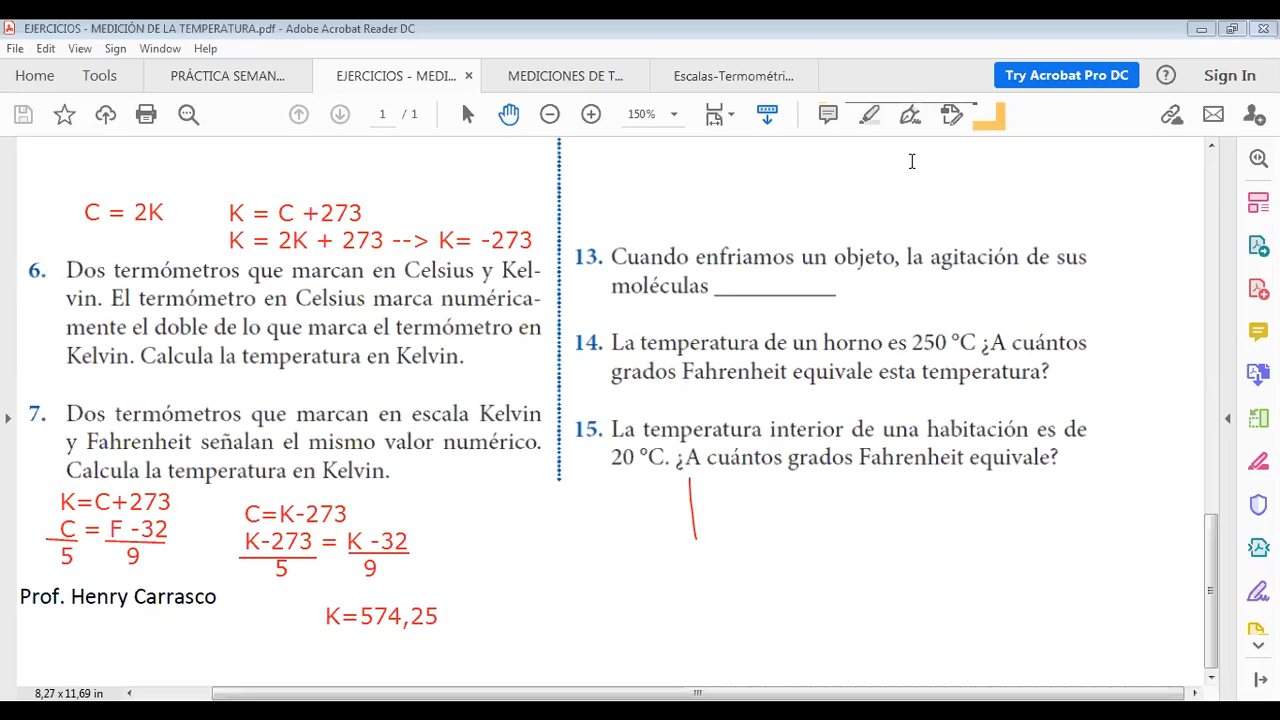 EJERCICIOS - MEDICIÓN DE LA TEMPERATURA.pdf - Adobe Acrobat Reader DC
File Edit View Sign Window Help
Home Tools PRÁCTICA SEMAN... EJERCICIOS - MEDI... × MEDICIONES DE T... Escalas-Termométri... Try Acrobat Pro DC Sign In
1 / 1 150%
C = 2K K = C +273
K = 2K + 273 --> K= -273
6. Dos termómetros que marcan en Celsius y Kel-
vin. El termómetro en Celsius marca numérica-
mente el doble de lo que marca el termómetro en
Kelvin. Calcula la temperatura en Kelvin.
7. Dos termómetros que marcan en escala Kelvin
y Fahrenheit señalan el mismo valor numérico.
Calcula la temperatura en Kelvin.
K=C+273
C = F -32
5 9
C=K-273
K-273 = K -32
5 9
K=574,25
Prof. Henry Carrasco
13. Cuando enfriamos un objeto, la agitación de sus
moléculas ____________
14. La temperatura de un horno es 250 °C ¿A cuántos
grados Fahrenheit equivale esta temperatura?
15. La temperatura interior de una habitación es de
20 °C. ¿A cuántos grados Fahrenheit equivale?
8,27 x 11,69 in